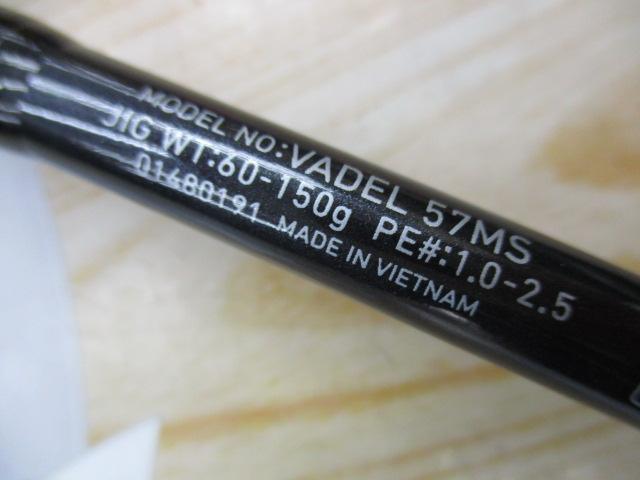 MODEL NO:VADEL 57MS
JIG WT:60-150g PE#:1.0-2.5
01480191 MADE IN VIETNAM